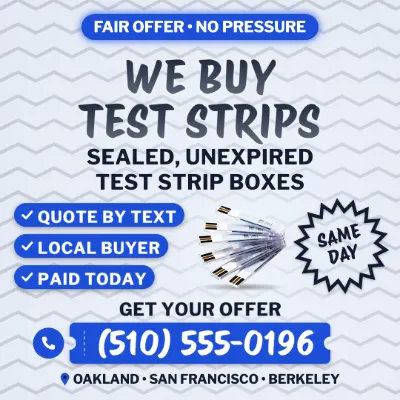 FAIR OFFER • NO PRESSURE
WE BUY
TEST STRIPS
SEALED, UNEXPIRED
TEST STRIP BOXES
QUOTE BY TEXT
LOCAL BUYER
PAID TODAY
SAME
DAY
GET YOUR OFFER
(510) 555-0196
OAKLAND • SAN FRANCISCO • BERKELEY